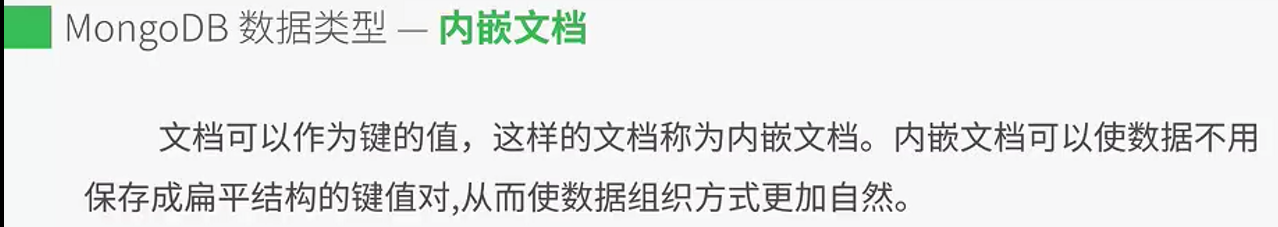 MongoDB 数据类型 — 内嵌文档
文档可以作为键的值，这样的文档称为内嵌文档。内嵌文档可以使数据不用
保存成扁平结构的键值对,从而使数据组织方式更加自然。